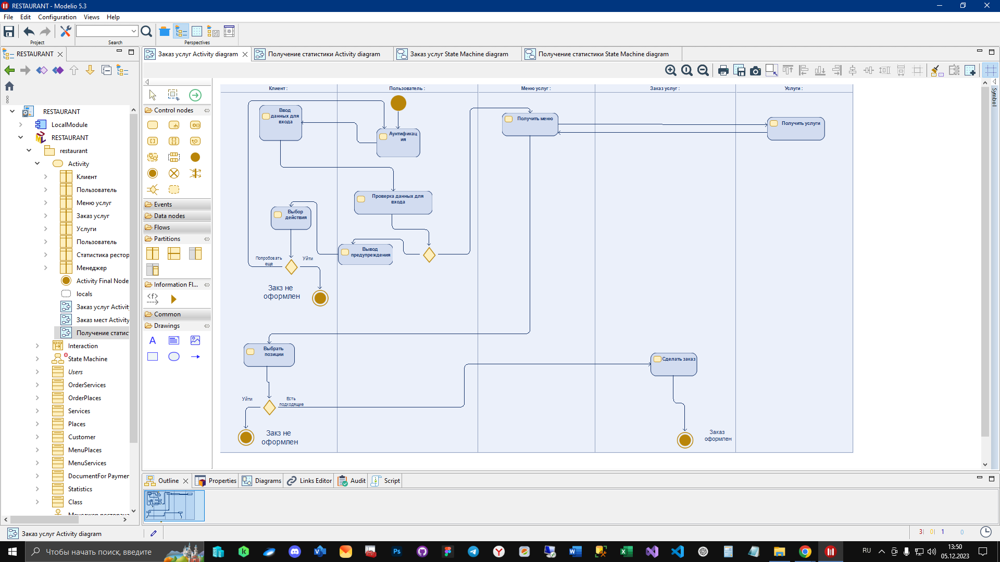 RESTAURANT - Modelio 5.3
File Edit Configuration Views Help
Project
Search
Perspectives
RESTAURANT
Заказ услуг Activity diagram
Получение статистики Activity diagram
Заказ услуг State Machine diagram
Получение статистики State Machine diagram
RESTAURANT
LocalModule
RESTAURANT
restaurant
Activity
Клиент
Пользователь
Меню услуг
Заказ услуг
Услуги
Пользователь
Статистика рестор
Менеджер
Activity Final Node
locals
Заказ услуг Activit
Заказ мест Activity
Получение статис
Interaction
State Machine
Users
OrderServices
OrderPlaces
Services
Places
Customer
MenuPlaces
MenuServices
DocumentFor Paymer
Statistics
Class
Менеджер ресторана
Control nodes
Events
Data nodes
Flows
Partitions
Information Fl...
<f>
Common
Drawings
A
Клиент :
Пользователь :
Меню услуг :
Заказ услуг :
Услуги :
Ввод
данных для
входа
Аунтификац
ия
Получить меню
Получить услуги
Проверка данных для
входа
Выбор
действия
Вывод
предупреждения
Попробовать
еще
Уйти
Закз не
оформлен
Выбрать
позиции
Сделать заказ
Уйти
Есть
подходящие
Закз не
оформлен
Заказ
оформлен
Symbol
Outline
Properties
Diagrams
Links Editor
Audit
Script
Заказ услуг Activity diagram
3 0 1 0
Чтобы начать поиск, введите
RU
13:50
05.12.2023